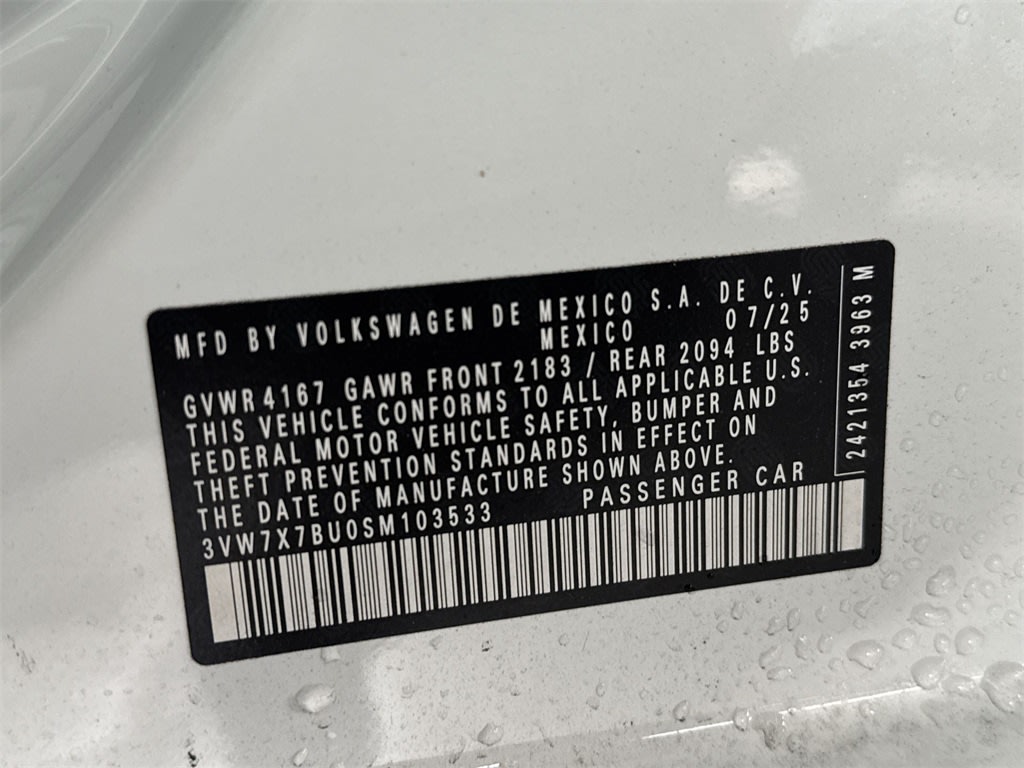 MFD BY VOLKSWAGEN DE MEXICO S.A. DE C.V.
MEXICO 07/25
GVWR 4167 GAWR FRONT 2183 / REAR 2094 LBS
THIS VEHICLE CONFORMS TO ALL APPLICABLE U.S.
FEDERAL MOTOR VEHICLE SAFETY, BUMPER AND
THEFT PREVENTION STANDARDS IN EFFECT ON
THE DATE OF MANUFACTURE SHOWN ABOVE.
3VW7X7BU0SM103533 PASSENGER CAR
2421354 3963 M